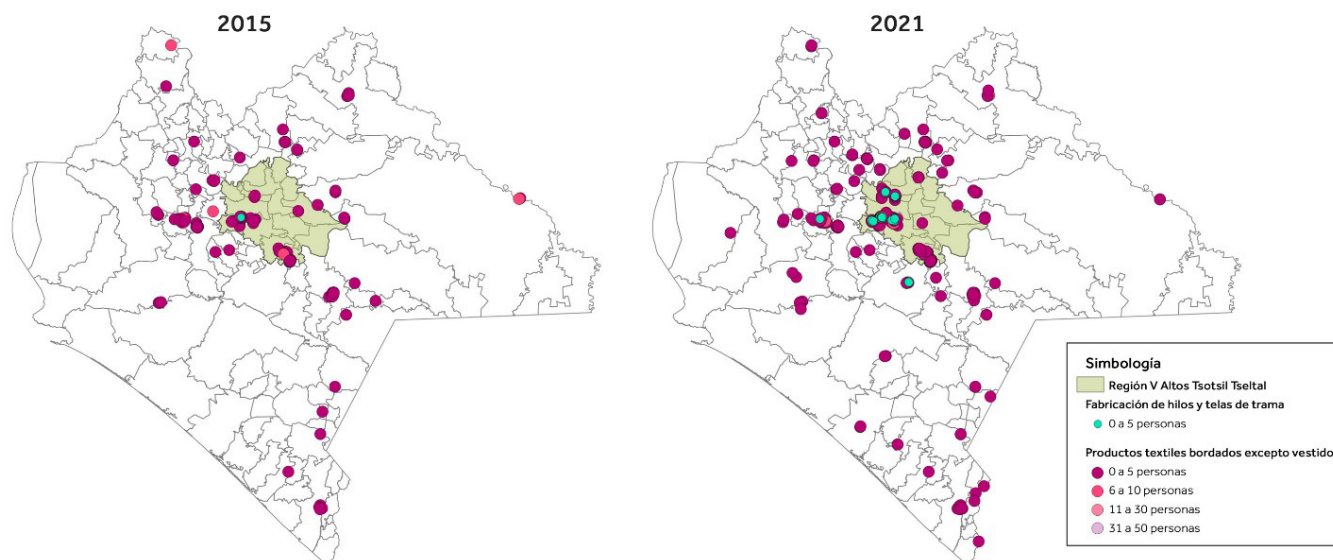 2015
2021
Simbología
Región V Altos Tsotsil Tseltal
Fabricación de hilos y telas de trama
0 a 5 personas
Productos textiles bordados excepto vestido
0 a 5 personas
6 a 10 personas
11 a 30 personas
31 a 50 personas